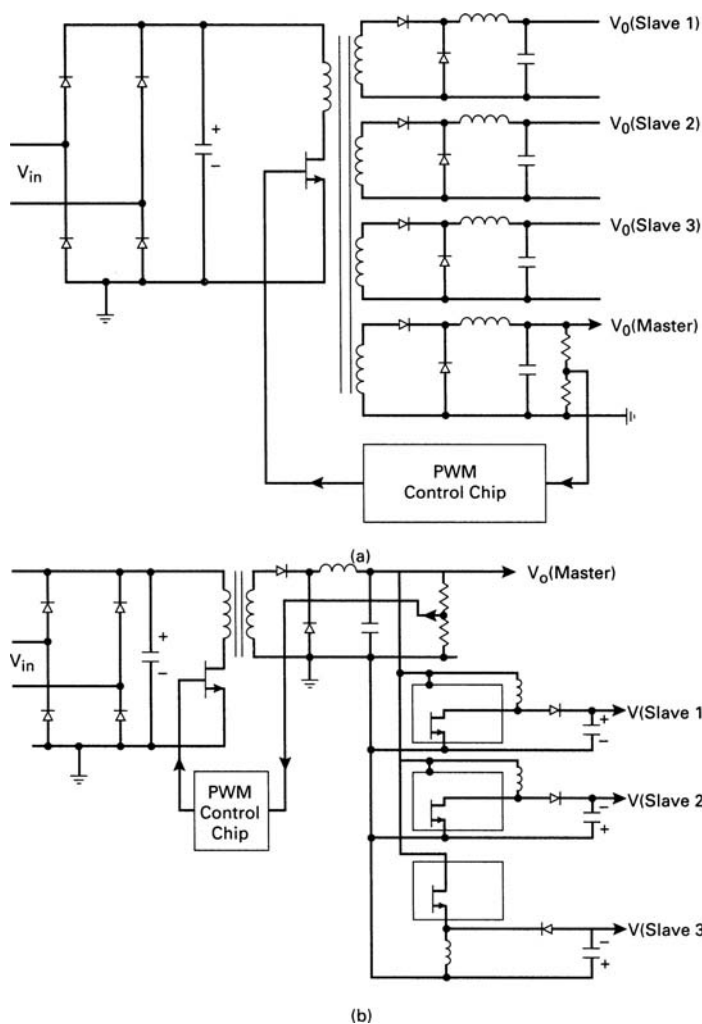 V0(Slave 1)
V0(Slave 2)
Vin
+
−
V0(Slave 3)
V0(Master)
PWM
Control Chip
(a)
Vo(Master)
Vin
+
−
V(Slave 1
+
−
PWM
Control
Chip
V(Slave 2
−
+
V(Slave 3
−
+
(b)